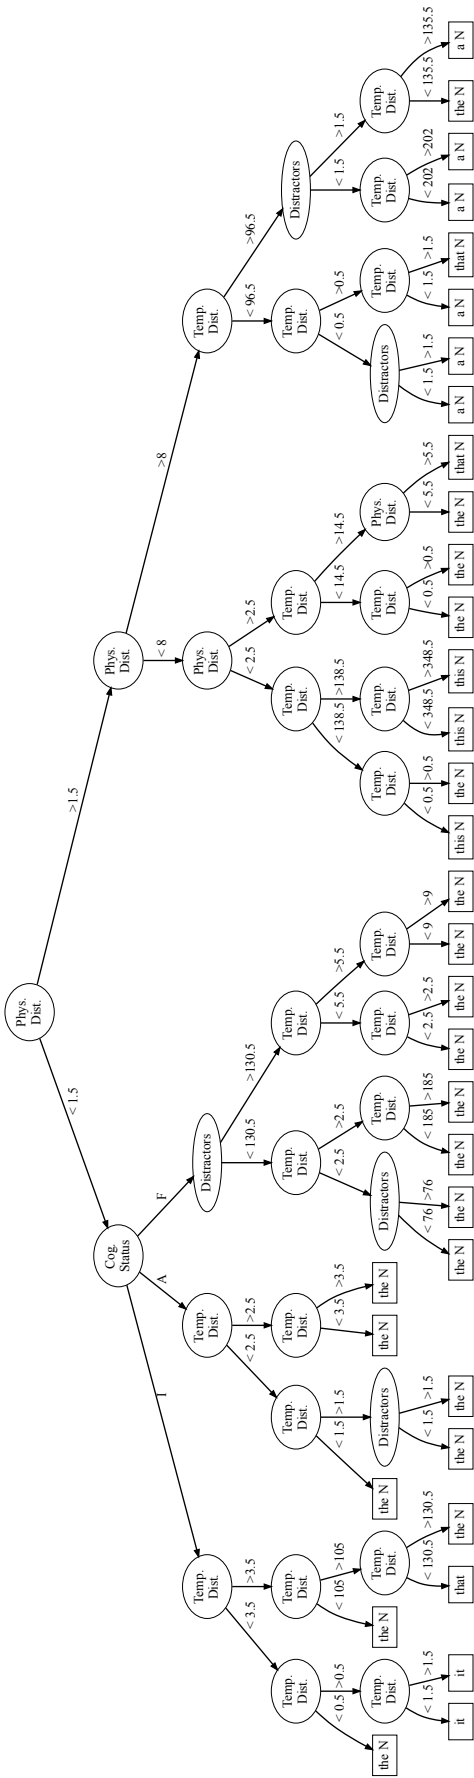 Phys.
Dist.
< 1.5 >1.5
Cog.
Status
Phys.
Dist.
I A F < 8 >8
Temp.
Dist.
Temp.
Dist.
Distractors
Phys.
Dist.
Temp.
Dist.
< 3.5 >3.5 < 2.5 >2.5 < 130.5 >130.5 < 2.5 >2.5 < 96.5 >96.5
Temp.
Dist.
Temp.
Dist.
Temp.
Dist.
Temp.
Dist.
Temp.
Dist.
Temp.
Dist.
Temp.
Dist.
Temp.
Dist.
Temp.
Dist.
Distractors
< 0.5 >0.5 < 105 >105 < 1.5 >1.5 < 3.5 >3.5 < 2.5 >2.5 < 5.5 >5.5 < 138.5 >138.5 < 14.5 >14.5 < 0.5 >0.5 < 1.5 >1.5
the N
Temp.
Dist.
the N
Temp.
Dist.
the N
Distractors
the N
the N
Distractors
Temp.
Dist.
Temp.
Dist.
Temp.
Dist.
Temp.
Dist.
Temp.
Dist.
Temp.
Dist.
Phys.
Dist.
Distractors
Temp.
Dist.
Temp.
Dist.
Temp.
Dist.
< 1.5 >1.5 < 130.5 >130.5 < 1.5 >1.5 < 76 >76 < 185 >185 < 2.5 >2.5 < 9 >9 < 0.5 >0.5 < 348.5 >348.5 < 0.5 >0.5 < 5.5 >5.5 < 1.5 >1.5 < 1.5 >1.5 < 202 >202 < 135.5 >135.5
it it that the N the N the N the N the N the N the N the N the N the N the N this N the N this N this N the N the N the N that N a N a N a N that N a N a N the N a N